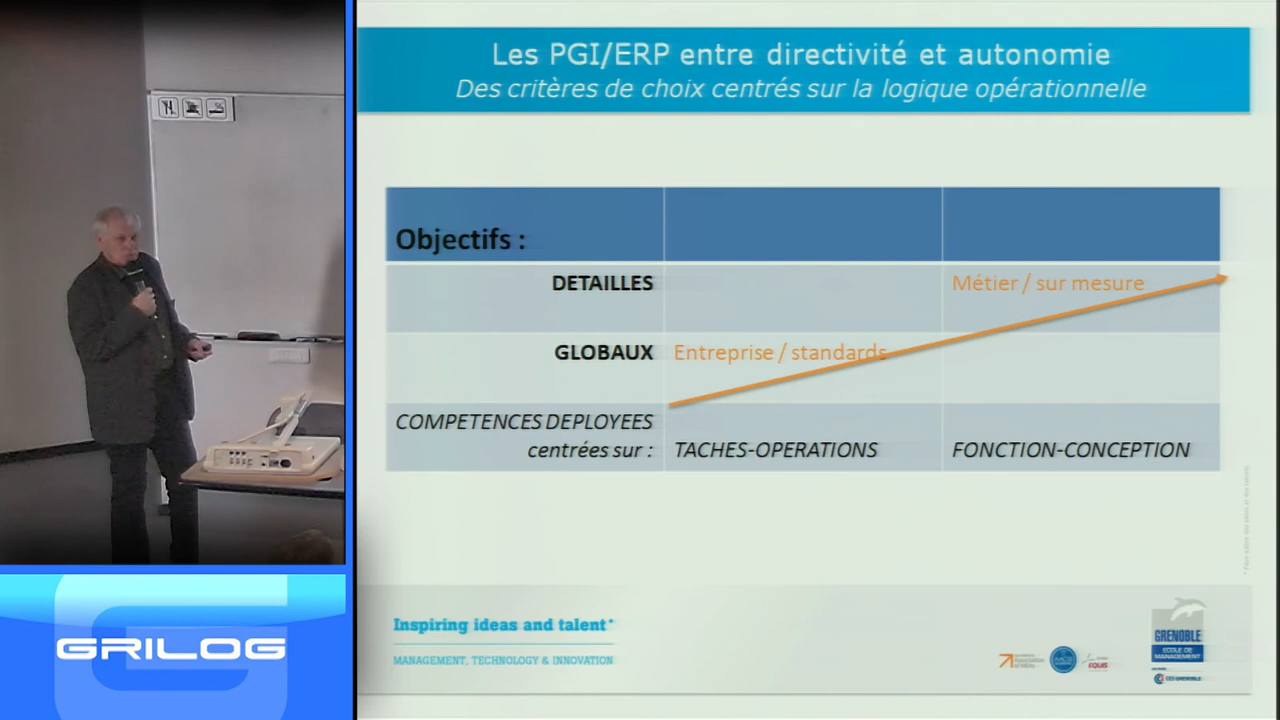 Les PGI/ERP entre directivité et autonomie
Des critères de choix centrés sur la logique opérationnelle
Objectifs :
DETAILLES
Métier / sur mesure
GLOBAUX
Entreprise / standards
COMPETENCES DEPLOYEES
centrées sur :
TACHES-OPERATIONS
FONCTION-CONCEPTION
Inspiring ideas and talent*
MANAGEMENT, TECHNOLOGY & INNOVATION
EQUIS
GRENOBLE
ECOLE DE
MANAGEMENT
CCI GRENOBLE
GRILOG